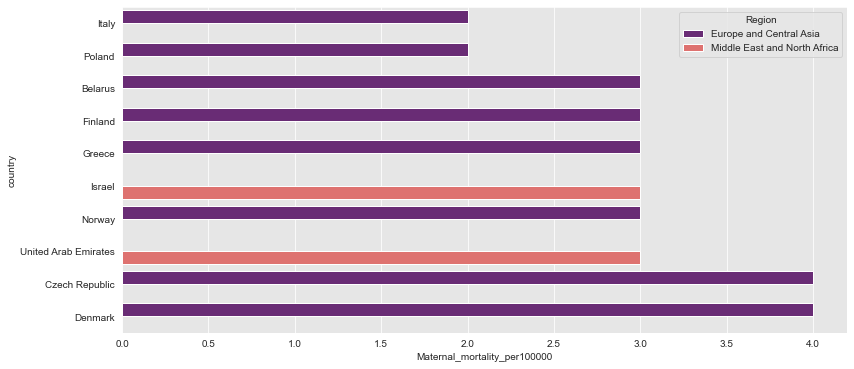 Italy
Poland
Belarus
Finland
Greece
Israel
Norway
United Arab Emirates
Czech Republic
Denmark
country
0.0 0.5 1.0 1.5 2.0 2.5 3.0 3.5 4.0
Maternal_mortality_per100000
Region
Europe and Central Asia
Middle East and North Africa